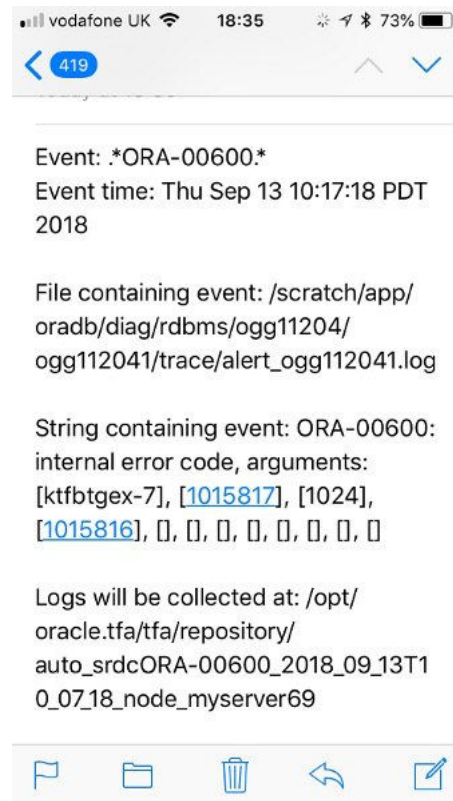 vodafone UK 18:35 73%
419
Event: .*ORA-00600.*
Event time: Thu Sep 13 10:17:18 PDT
2018
File containing event: /scratch/app/
oradb/diag/rdbms/ogg11204/
ogg112041/trace/alert_ogg112041.log
String containing event: ORA-00600:
internal error code, arguments:
[ktfbtgex-7], [1015817], [1024],
[1015816], [], [], [], [], [], [], [], []
Logs will be collected at: /opt/
oracle.tfa/tfa/repository/
auto_srdcORA-00600_2018_09_13T1
0_07_18_node_myserver69